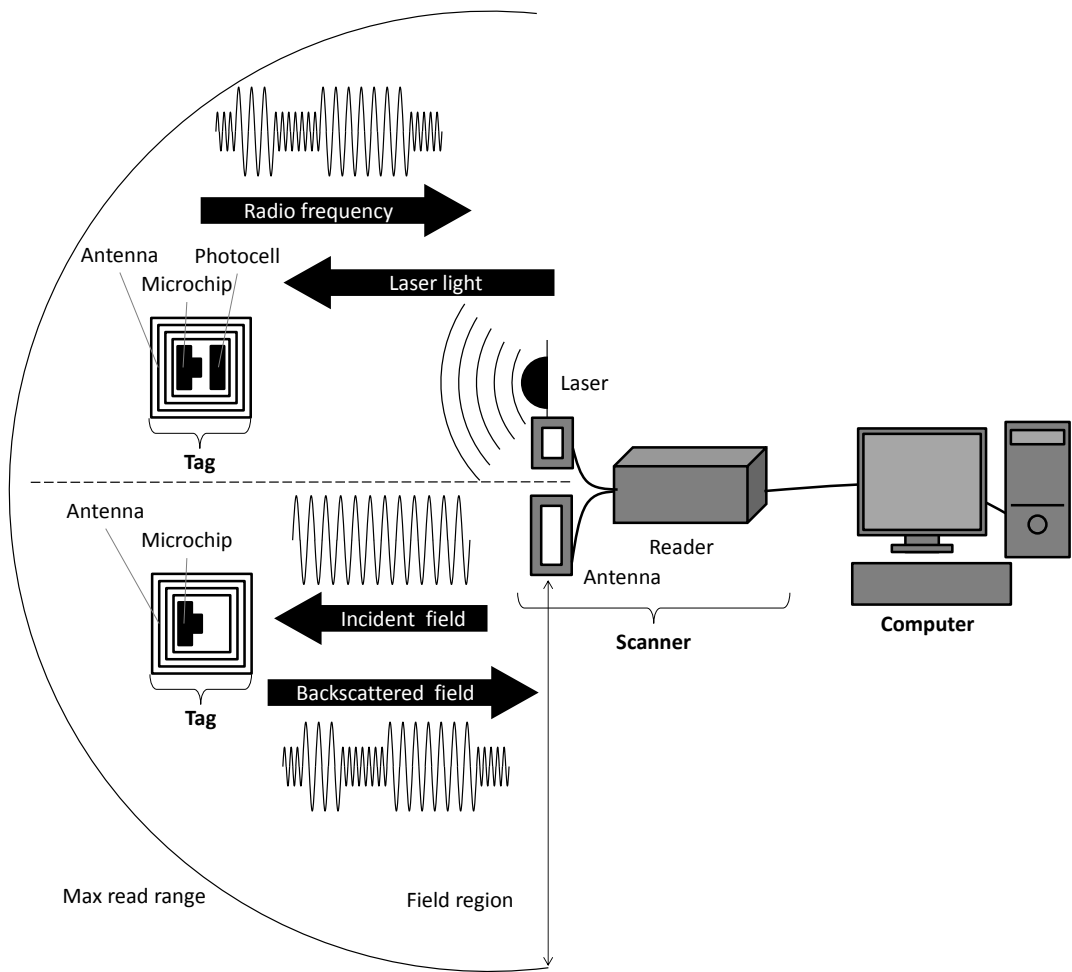 Radio frequency
Antenna
Photocell
Microchip
Laser light
Laser
Tag
Antenna
Microchip
Reader
Antenna
Incident field
Scanner
Computer
Backscattered field
Tag
Max read range
Field region